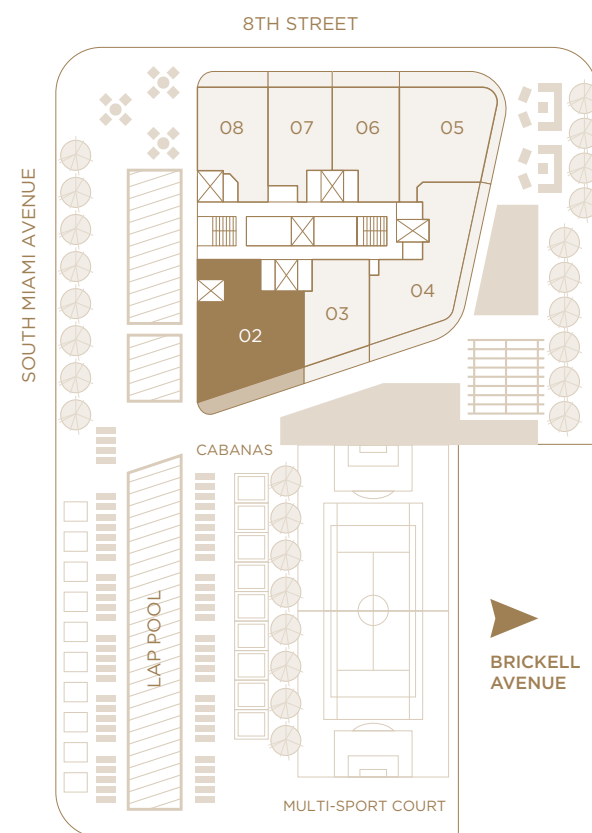 8TH STREET
SOUTH MIAMI AVENUE
08
07
06
05
04
03
02
CABANAS
LAP POOL
BRICKELL
AVENUE
MULTI-SPORT COURT